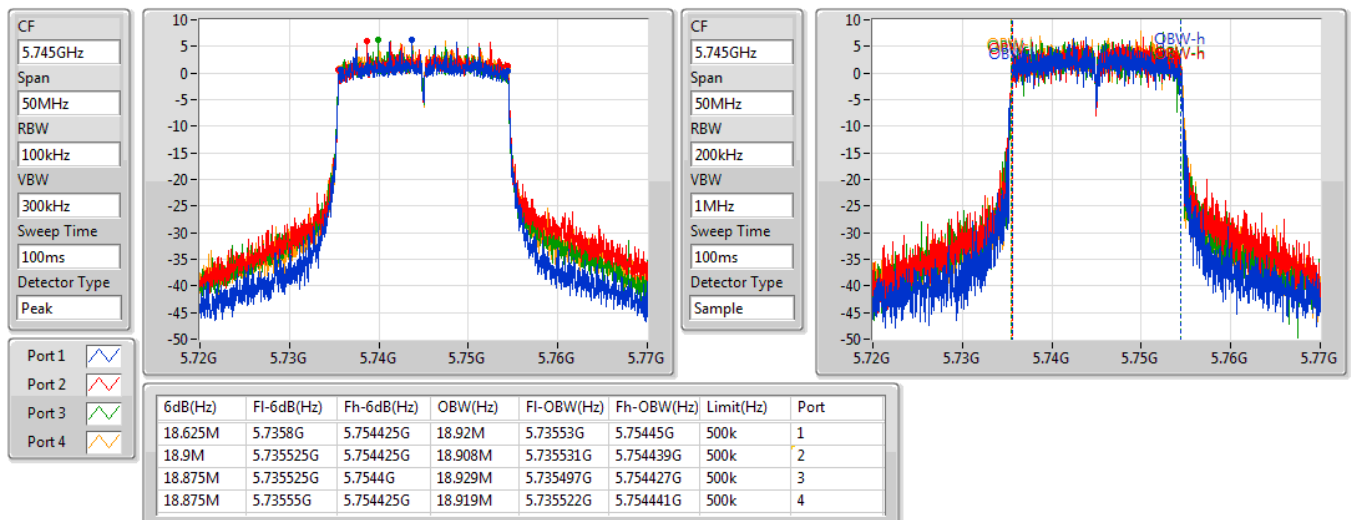 CF
5.745GHz
Span
50MHz
RBW
100kHz
VBW
300kHz
Sweep Time
100ms
Detector Type
Peak
10
5
0
-5
-10
-15
-20
-25
-30
-35
-40
-45
-50
5.72G 5.73G 5.74G 5.75G 5.76G 5.77G
CF
5.745GHz
Span
50MHz
RBW
200kHz
VBW
1MHz
Sweep Time
100ms
Detector Type
Sample
10
5
0
-5
-10
-15
-20
-25
-30
-35
-40
-45
-50
OBW-h
OBW-h
5.72G 5.73G 5.74G 5.75G 5.76G 5.77G
Port 1
Port 2
Port 3
Port 4
6dB(Hz) Fl-6dB(Hz) Fh-6dB(Hz) OBW(Hz) Fl-OBW(Hz) Fh-OBW(Hz) Limit(Hz) Port
18.625M 5.7358G 5.754425G 18.92M 5.73553G 5.75445G 500k 1
18.9M 5.735525G 5.754425G 18.908M 5.735531G 5.754439G 500k 2
18.875M 5.735525G 5.7544G 18.929M 5.735497G 5.754427G 500k 3
18.875M 5.73555G 5.754425G 18.919M 5.735522G 5.754441G 500k 4